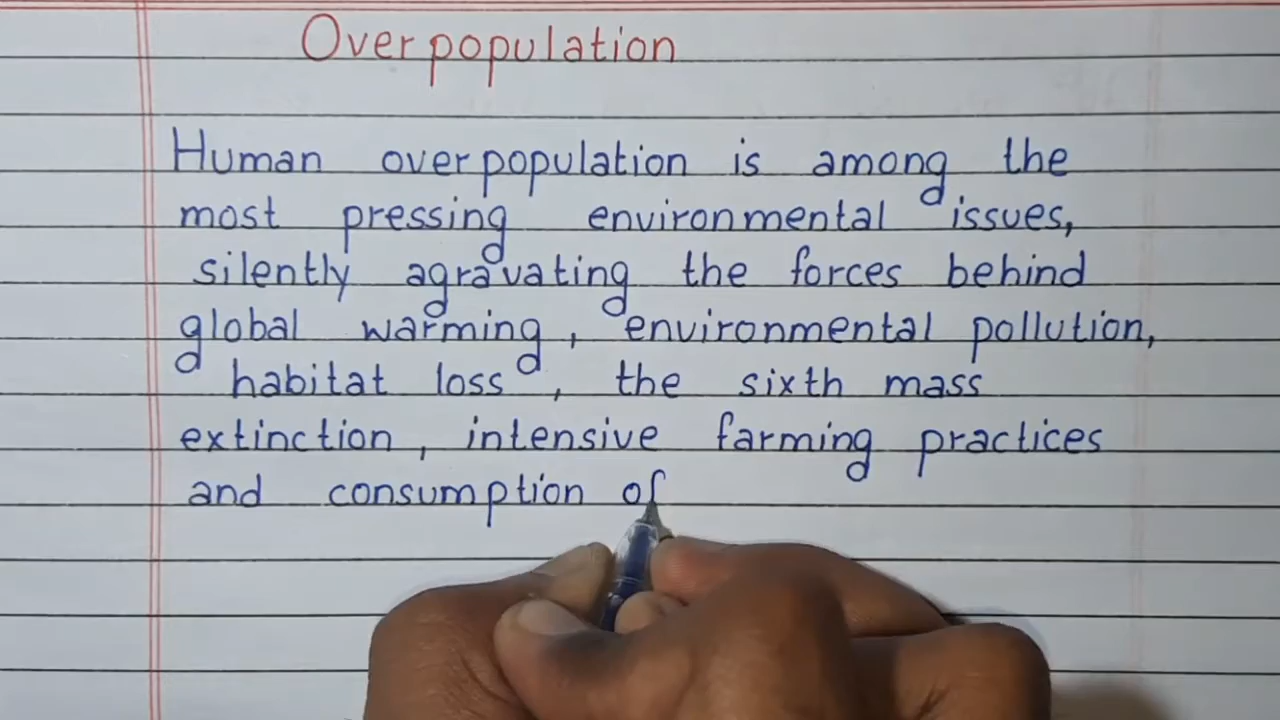 Overpopulation
Human overpopulation is among the
most pressing environmental issues,
silently agravating the forces behind
global warming, environmental pollution,
habitat loss, the sixth mass
extinction, intensive farming practices
and consumption of